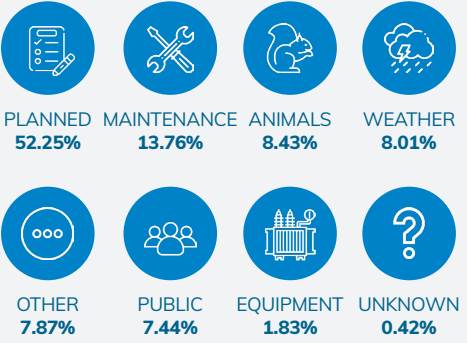 PLANNED MAINTENANCE ANIMALS WEATHER
52.25% 13.76% 8.43% 8.01%
OTHER PUBLIC EQUIPMENT UNKNOWN
7.87% 7.44% 1.83% 0.42%